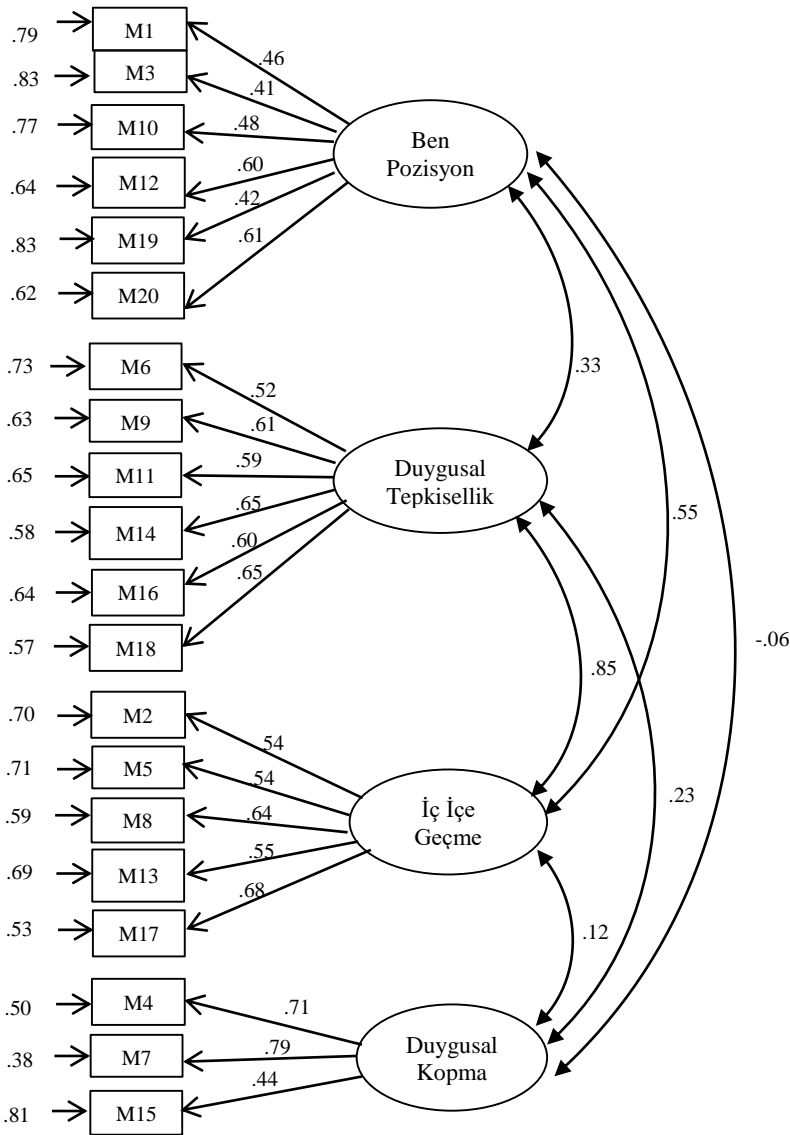 .79 M1 .46
.83 M3 .41
.77 M10 .48
.64 M12 .60
.83 M19 .42
.62 M20 .61
Ben
Pozisyon
.33
.73 M6 .52
.63 M9 .61
.65 M11 .59
.58 M14 .65
.64 M16 .60
.57 M18 .65
Duygusal
Tepkisellik
.55
-.06
.85
.70 M2 .54
.71 M5 .54
.59 M8 .64
.69 M13 .55
.53 M17 .68
İç İçe
Geçme
.23
.12
.50 M4 .71
.38 M7 .79
.81 M15 .44
Duygusal
Kopma